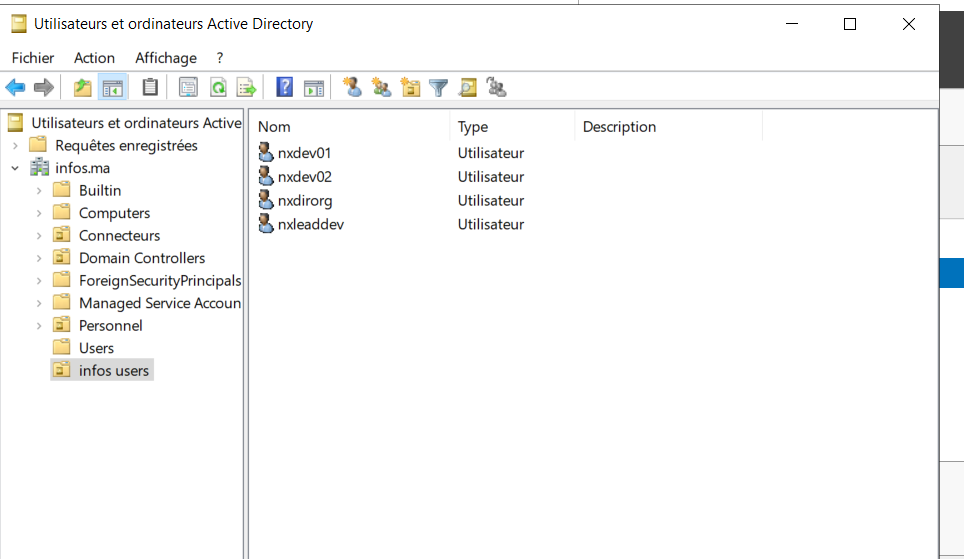 Utilisateurs et ordinateurs Active Directory
Fichier Action Affichage ?
Utilisateurs et ordinateurs Active
Requêtes enregistrées
infos.ma
Builtin
Computers
Connecteurs
Domain Controllers
ForeignSecurityPrincipals
Managed Service Accoun
Personnel
Users
infos users
Nom Type Description
nxdev01 Utilisateur
nxdev02 Utilisateur
nxdirorg Utilisateur
nxleaddev Utilisateur